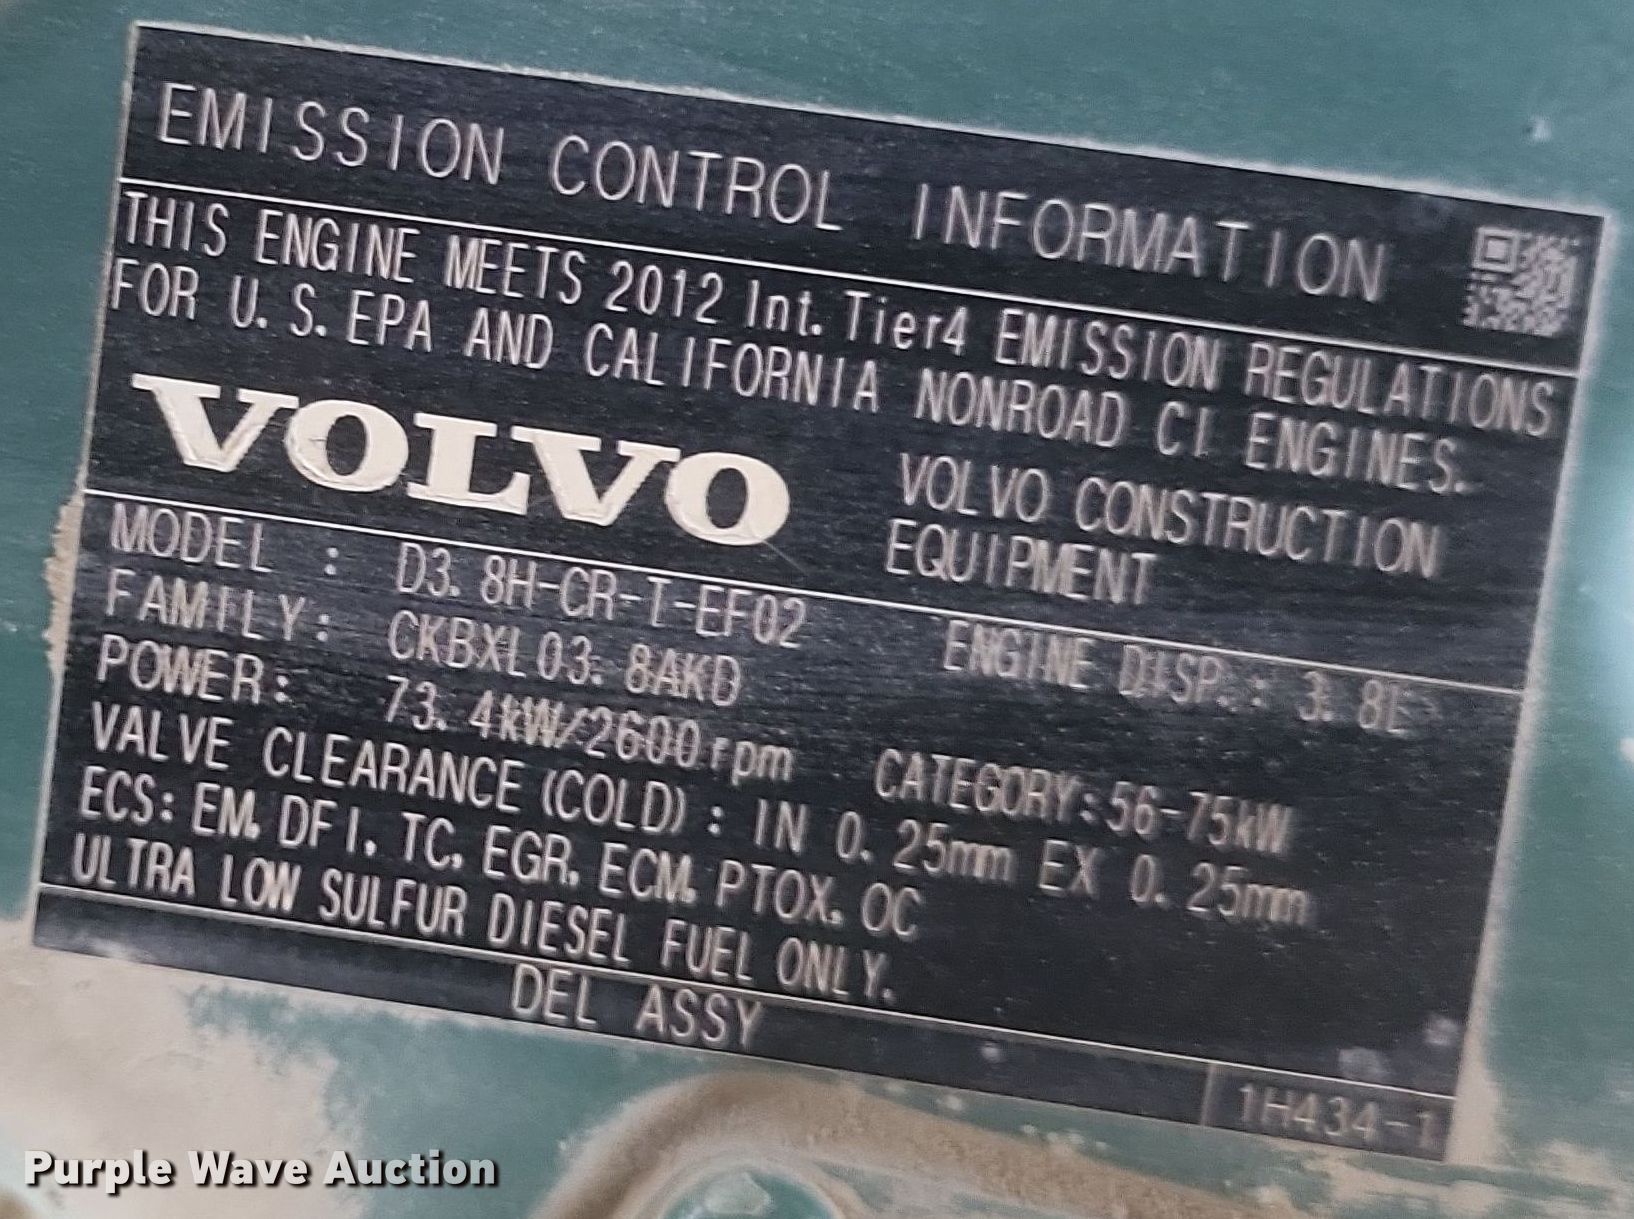 EMISSION CONTROL INFORMATION
THIS ENGINE MEETS 2012 Int. Tier4 EMISSION REGULATIONS
FOR U.S. EPA AND CALIFORNIA NONROAD CI ENGINES.
VOLVO
VOLVO CONSTRUCTION
EQUIPMENT
MODEL : D3.8H-CR-T-EF02
ENGINE DISP.: 3.8L
FAMILY: CKBXL03.8AKD
POWER: 73.4kW/2600rpm CATEGORY:56-75kW
VALVE CLEARANCE (COLD): IN 0.25mm EX 0.25mm
ECS: EM, DFI, TC, EGR, ECM, PTOX, OC
ULTRA LOW SULFUR DIESEL FUEL ONLY.
DEL ASSY
1H434-1
Purple Wave Auction